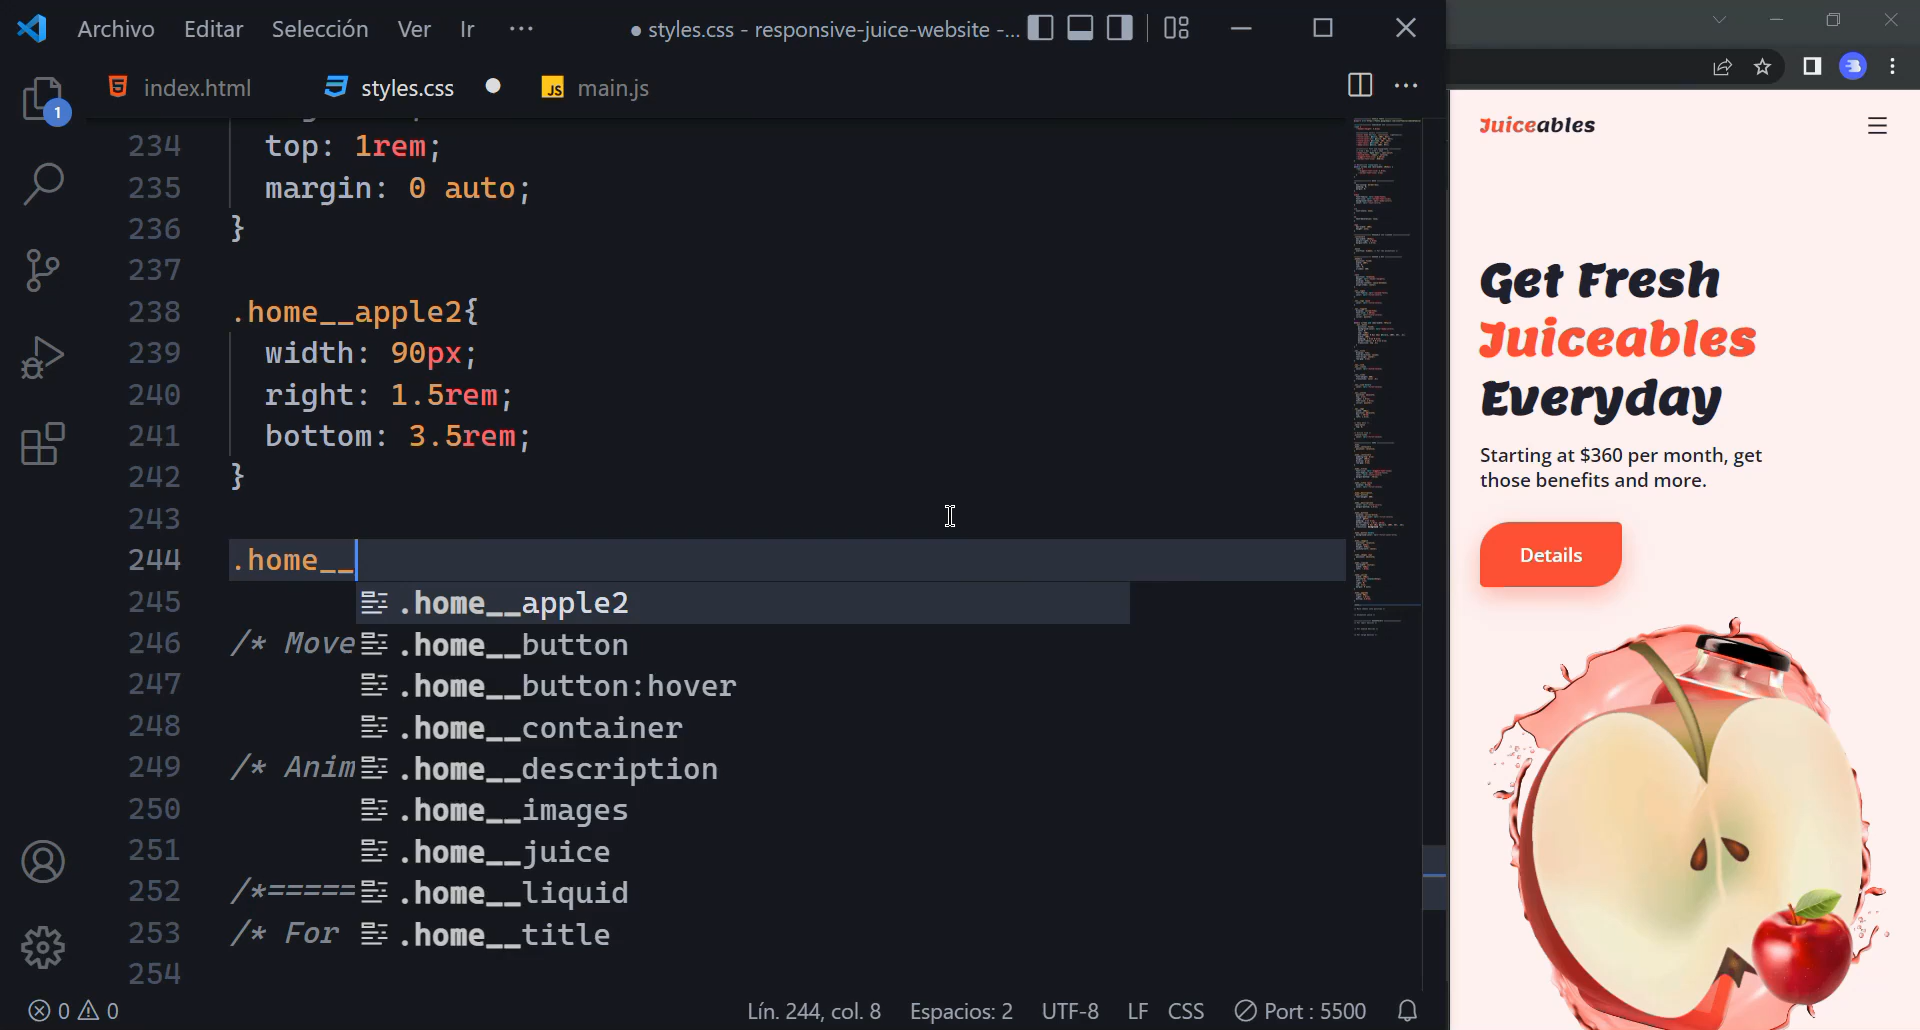 Archivo Editar Selección Ver Ir ··· ● styles.css - responsive-juice-website -...
index.html styles.css JS main.js
1
234 top: 1rem;
235 margin: 0 auto;
236 }
237
238 .home__apple2{
239 width: 90px;
240 right: 1.5rem;
241 bottom: 3.5rem;
242 }
243
244 .home__
245 .home__apple2
246 /* Move .home__button
247 .home__button:hover
248 .home__container
249 /* Anim .home__description
250 .home__images
251 .home__juice
252 /*===== .home__liquid
253 /* For .home__title
254
0 0 Lín. 244, col. 8 Espacios: 2 UTF-8 LF CSS Port : 5500
Juiceables
Get Fresh
Juiceables
Everyday
Starting at $360 per month, get
those benefits and more.
Details